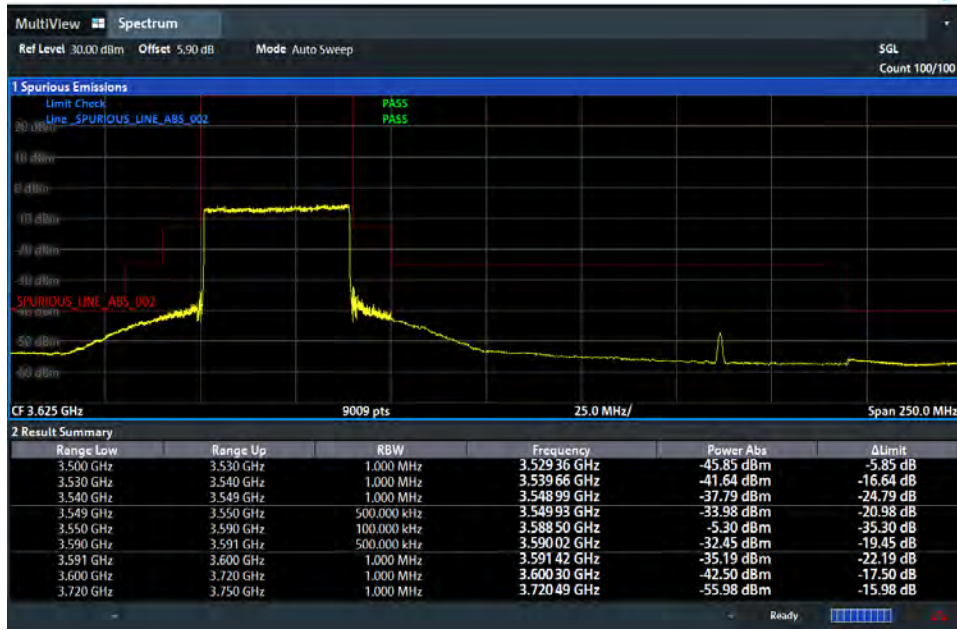 MultiView Spectrum
Ref Level 30.00 dBm Offset 5.90 dB Mode Auto Sweep SGL
Count 100/100
1 Spurious Emissions
Limit Check PASS
20 dBm Line _SPURIOUS_LINE_ABS_002 PASS
10 dBm
0 dBm
-10 dBm
-20 dBm
-30 dBm
_SPURIOUS_LINE_ABS_002
-40 dBm
-50 dBm
-60 dBm
CF 3.625 GHz 9009 pts 25.0 MHz/ Span 250.0 MHz
2 Result Summary
Range Low Range Up RBW Frequency Power Abs ΔLimit
3.500 GHz 3.530 GHz 1.000 MHz 3.529 36 GHz -45.85 dBm -5.85 dB
3.530 GHz 3.540 GHz 1.000 MHz 3.539 66 GHz -41.64 dBm -16.64 dB
3.540 GHz 3.549 GHz 1.000 MHz 3.548 99 GHz -37.79 dBm -24.79 dB
3.549 GHz 3.550 GHz 500.000 kHz 3.549 93 GHz -33.98 dBm -20.98 dB
3.550 GHz 3.590 GHz 100.000 kHz 3.588 50 GHz -5.30 dBm -35.30 dB
3.590 GHz 3.591 GHz 500.000 kHz 3.590 02 GHz -32.45 dBm -19.45 dB
3.591 GHz 3.600 GHz 1.000 MHz 3.591 42 GHz -35.19 dBm -22.19 dB
3.600 GHz 3.720 GHz 1.000 MHz 3.600 30 GHz -42.50 dBm -17.50 dB
3.720 GHz 3.750 GHz 1.000 MHz 3.720 49 GHz -55.98 dBm -15.98 dB
Ready